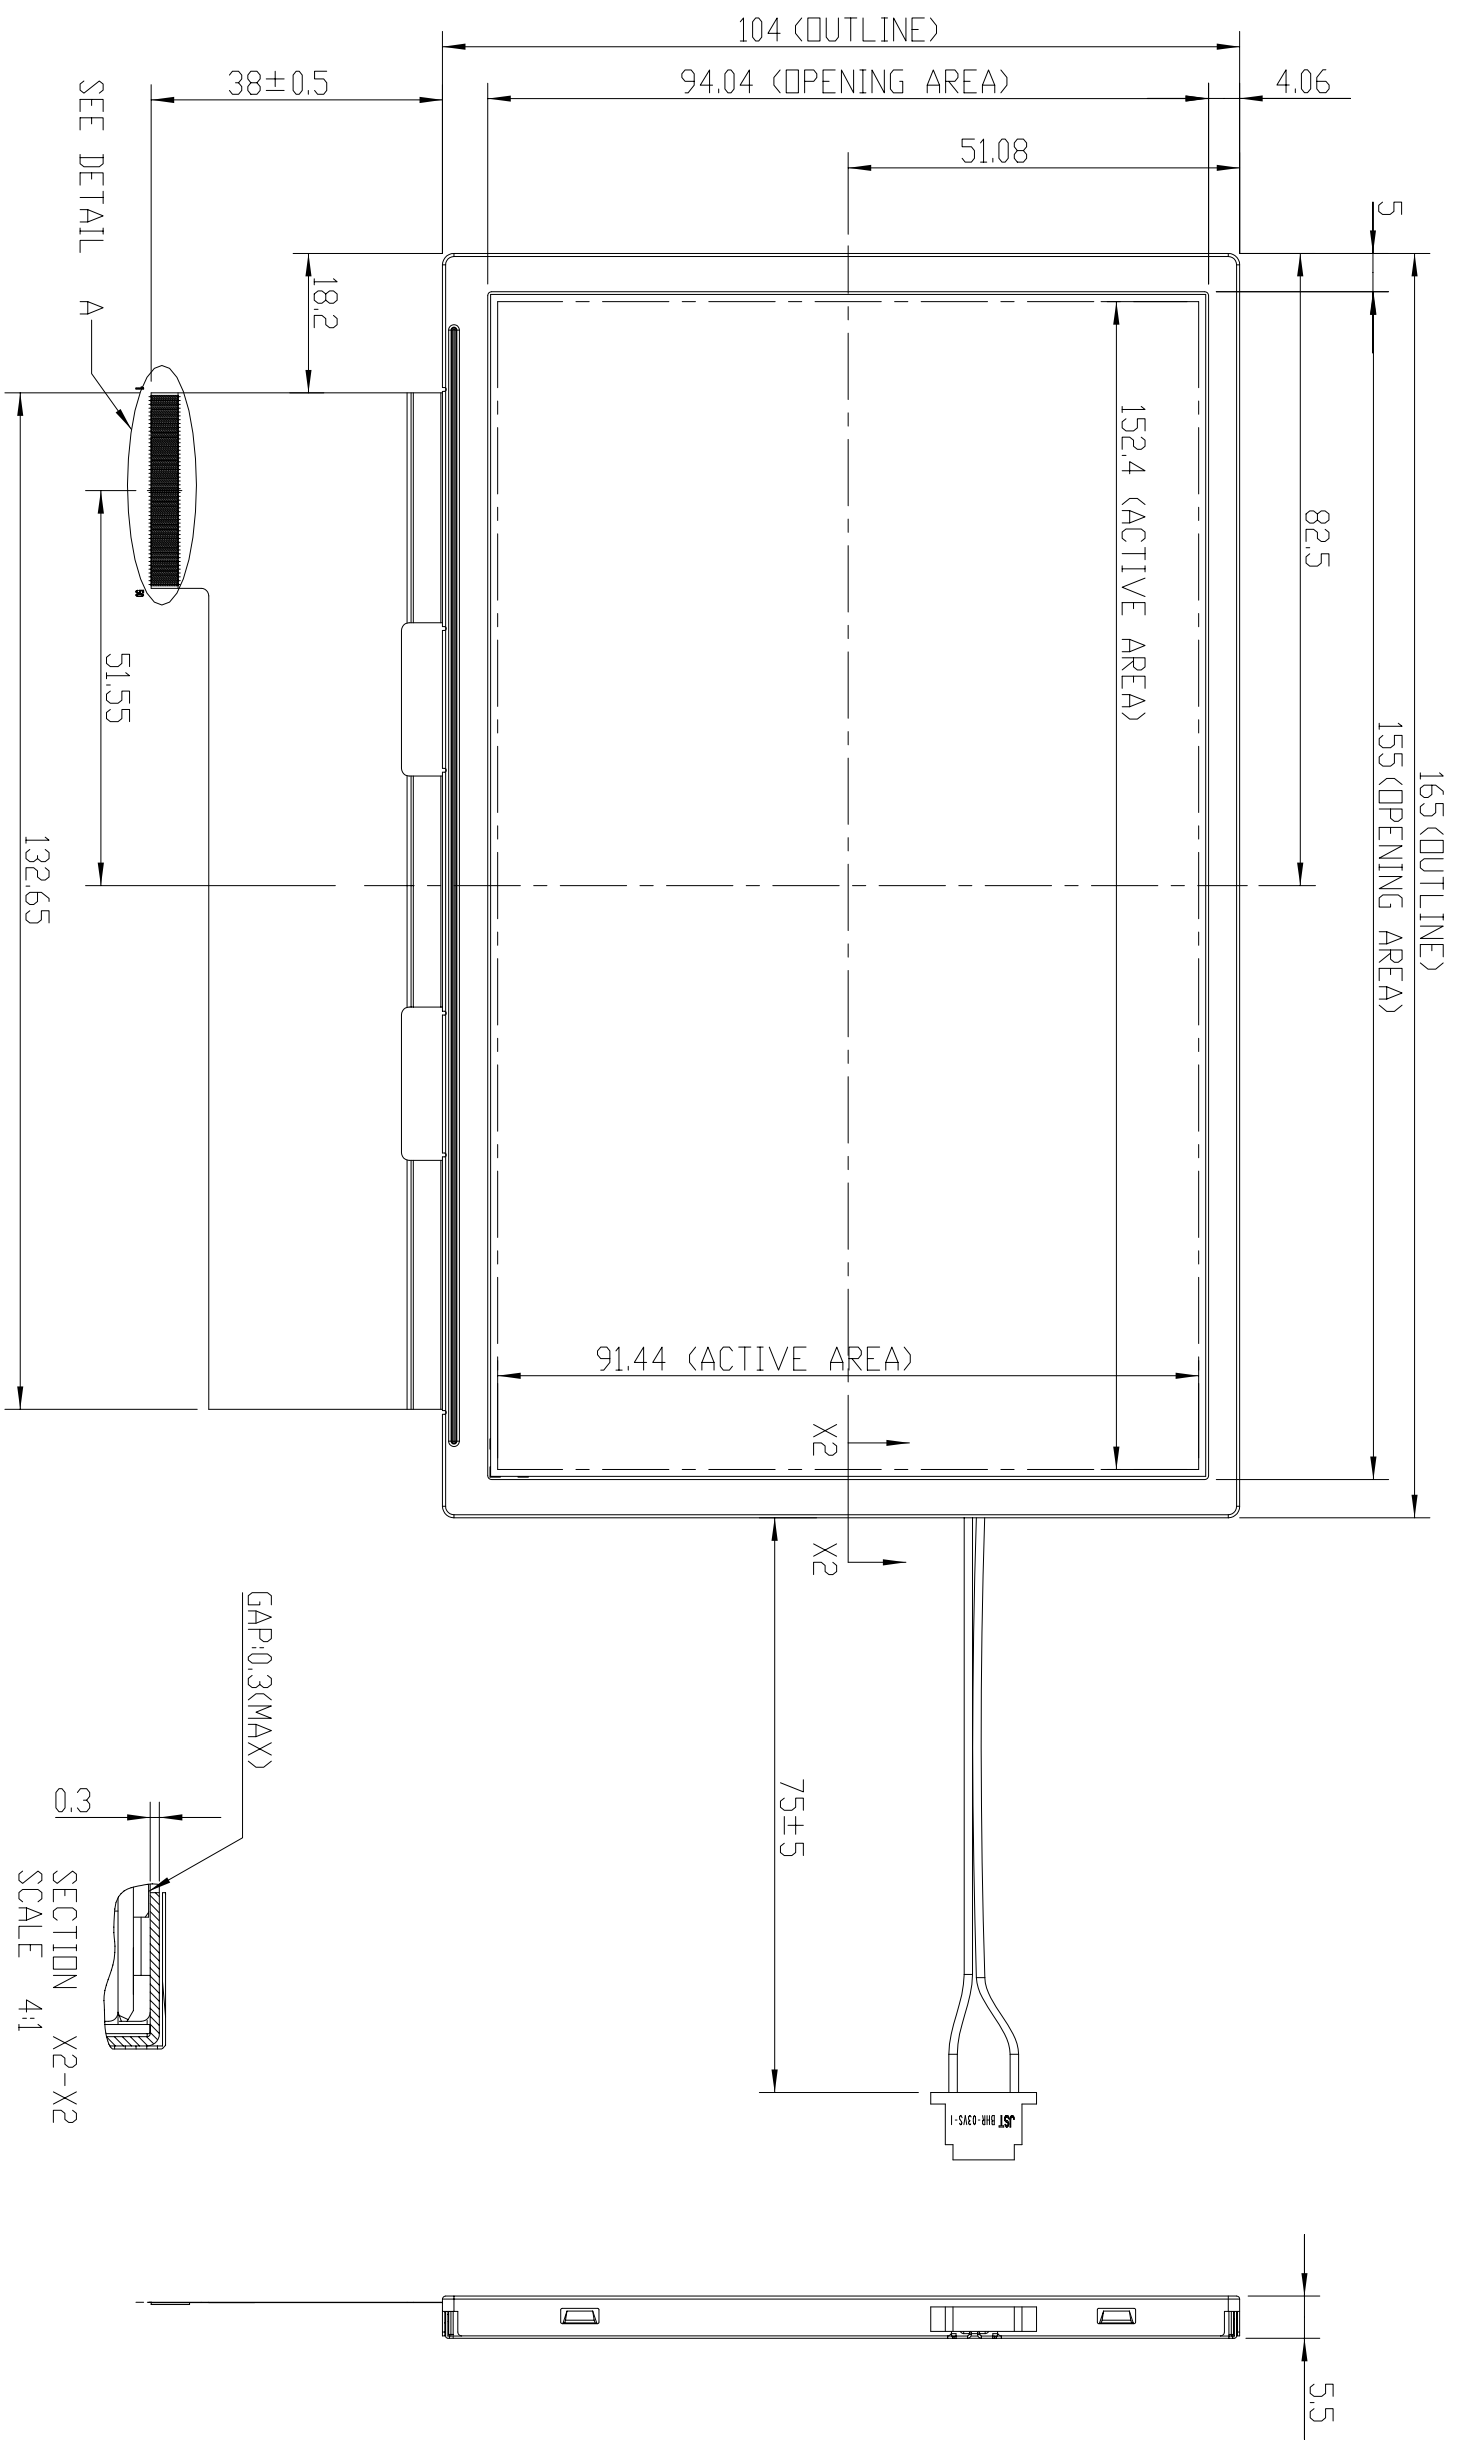 104 (OUTLINE)
94.04 (OPENING AREA)
4.06
38±0.5
51.08
5
SEE DETAIL A
18.2
82.5
165 (OUTLINE)
155 (OPENING AREA)
152.4 (ACTIVE AREA)
1
50
51.55
132.65
91.44 (ACTIVE AREA)
X2
X2
75±5
GAP:0.3(MAX)
0.3
SECTION X2-X2
SCALE 4:1
JST BHR-03VS-1
5.5